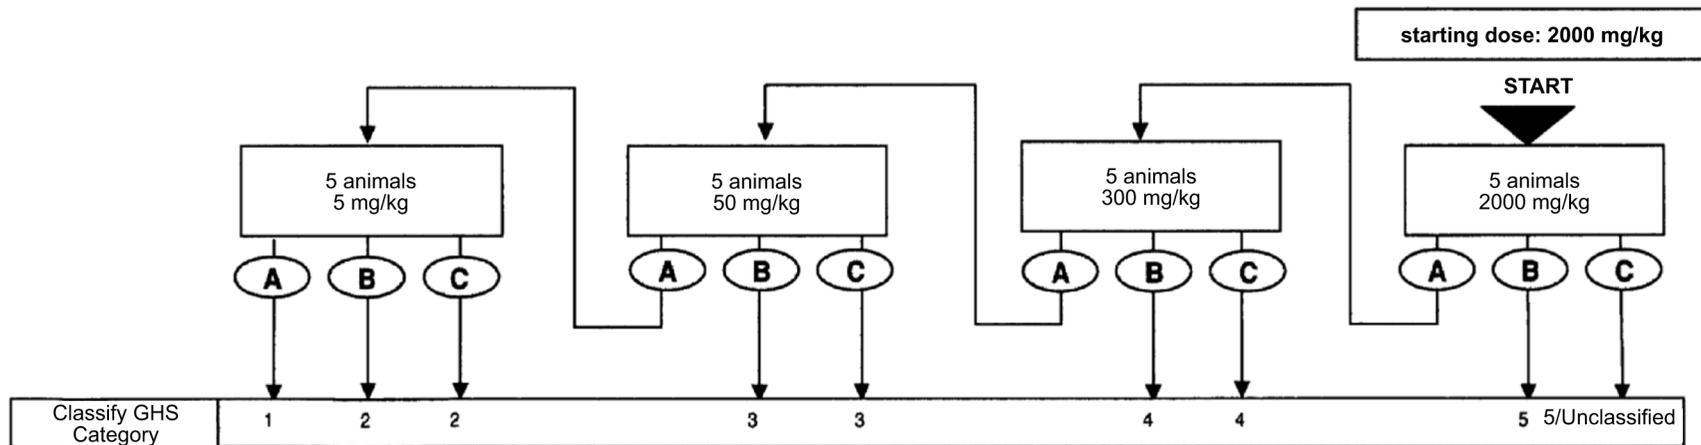 starting dose: 2000 mg/kg
START
5 animals
5 mg/kg
5 animals
50 mg/kg
5 animals
300 mg/kg
5 animals
2000 mg/kg
A B C A B C A B C A B C
Classify GHS
Category
1 2 2 3 3 4 4 5 5/Unclassified